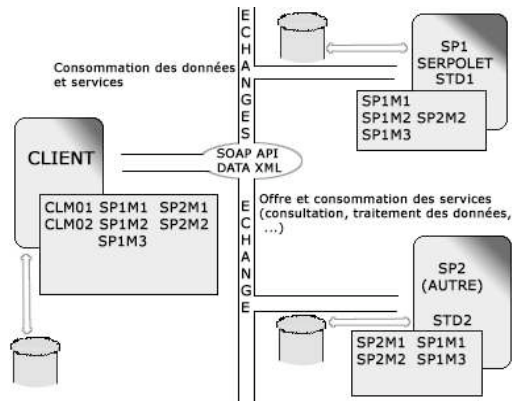 ECHANGES
Consommation des données
et services
SP1
SERPOLET
STD1
SP1M1
SP1M2 SP2M2
SP1M3
CLIENT
SOAP API
DATA XML
CLM01 SP1M1 SP2M1
CLM02 SP1M2 SP2M2
SP1M3
Offre et consommation des services
(consultation, traitement des données,
...)
ECHANGE
SP2
(AUTRE)
STD2
SP2M1 SP1M1
SP2M2 SP1M3